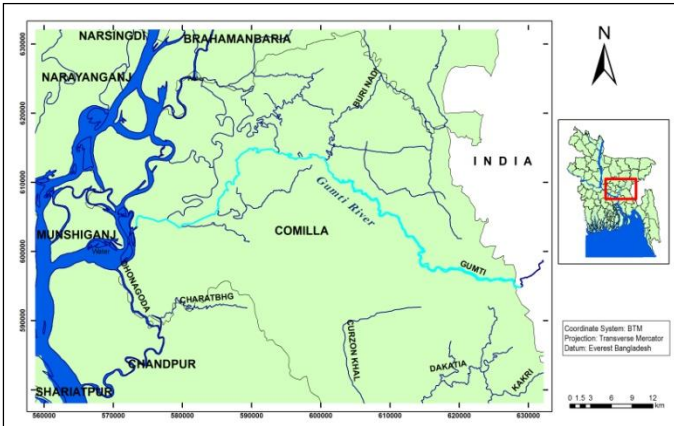 NARSINGDI
BRAHAMANBARIA
NARAYANGANJ
BURI NADI
N
INDIA
Gumti River
MUNSHIGANJ
COMILLA
Water
GUMTI
DHONAGODA
CHARATBHG
CURZON KHAL
CHANDPUR
DAKATIA
SHARIATPUR
KAKRI
630000
620000
610000
600000
590000
560000 570000 580000 590000 600000 610000 620000 630000
Coordinate System: BTM
Projection: Transverse Mercator
Datum: Everest Bangladesh
0 1.5 3 6 9 12
km